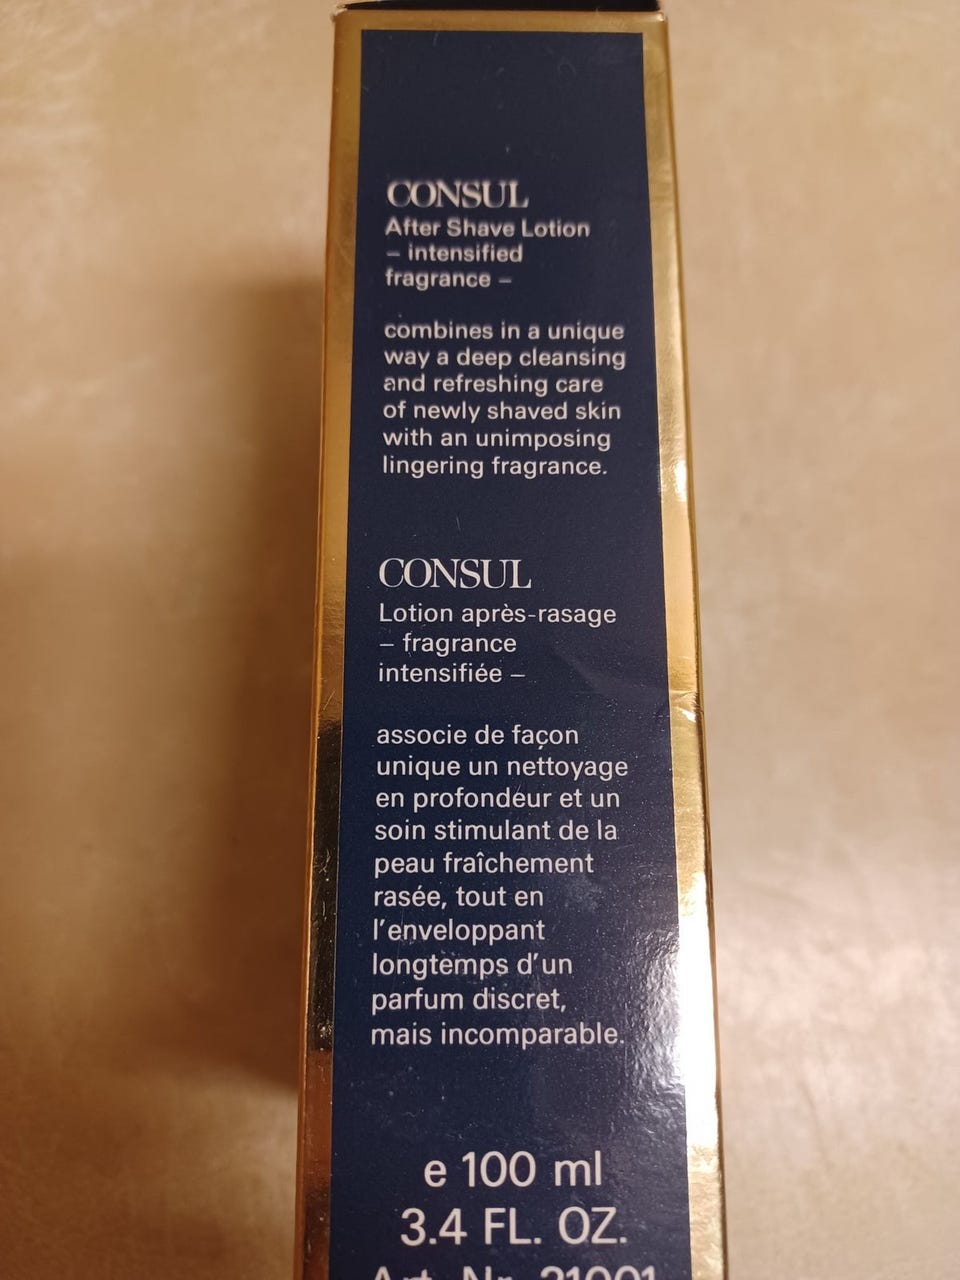 CONSUL
After Shave Lotion
– intensified
fragrance –
combines in a unique
way a deep cleansing
and refreshing care
of newly shaved skin
with an unimposing
lingering fragrance.
CONSUL
Lotion après-rasage
– fragrance
intensifiée –
associe de façon
unique un nettoyage
en profondeur et un
soin stimulant de la
peau fraîchement
rasée, tout en
l'enveloppant
longtemps d'un
parfum discret,
mais incomparable.
e 100 ml
3.4 FL. OZ.
Art. Nr. 21001